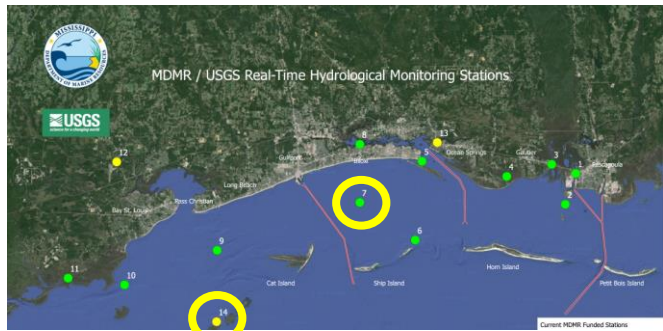 MISSISSIPPI
DEPARTMENT OF MARINE RESOURCES
MDMR / USGS Real-Time Hydrological Monitoring Stations
USGS
science for a changing world
8
13
12
Gulfport
Biloxi
5
Ocean Springs
Gautier
3
4
1
Pascagoula
Long Beach
Pass Christian
Bay St. Louis
7
2
9
6
11
10
Cat Island
Ship Island
Horn Island
Petit Bois Island
14
Current MDMR Funded Stations